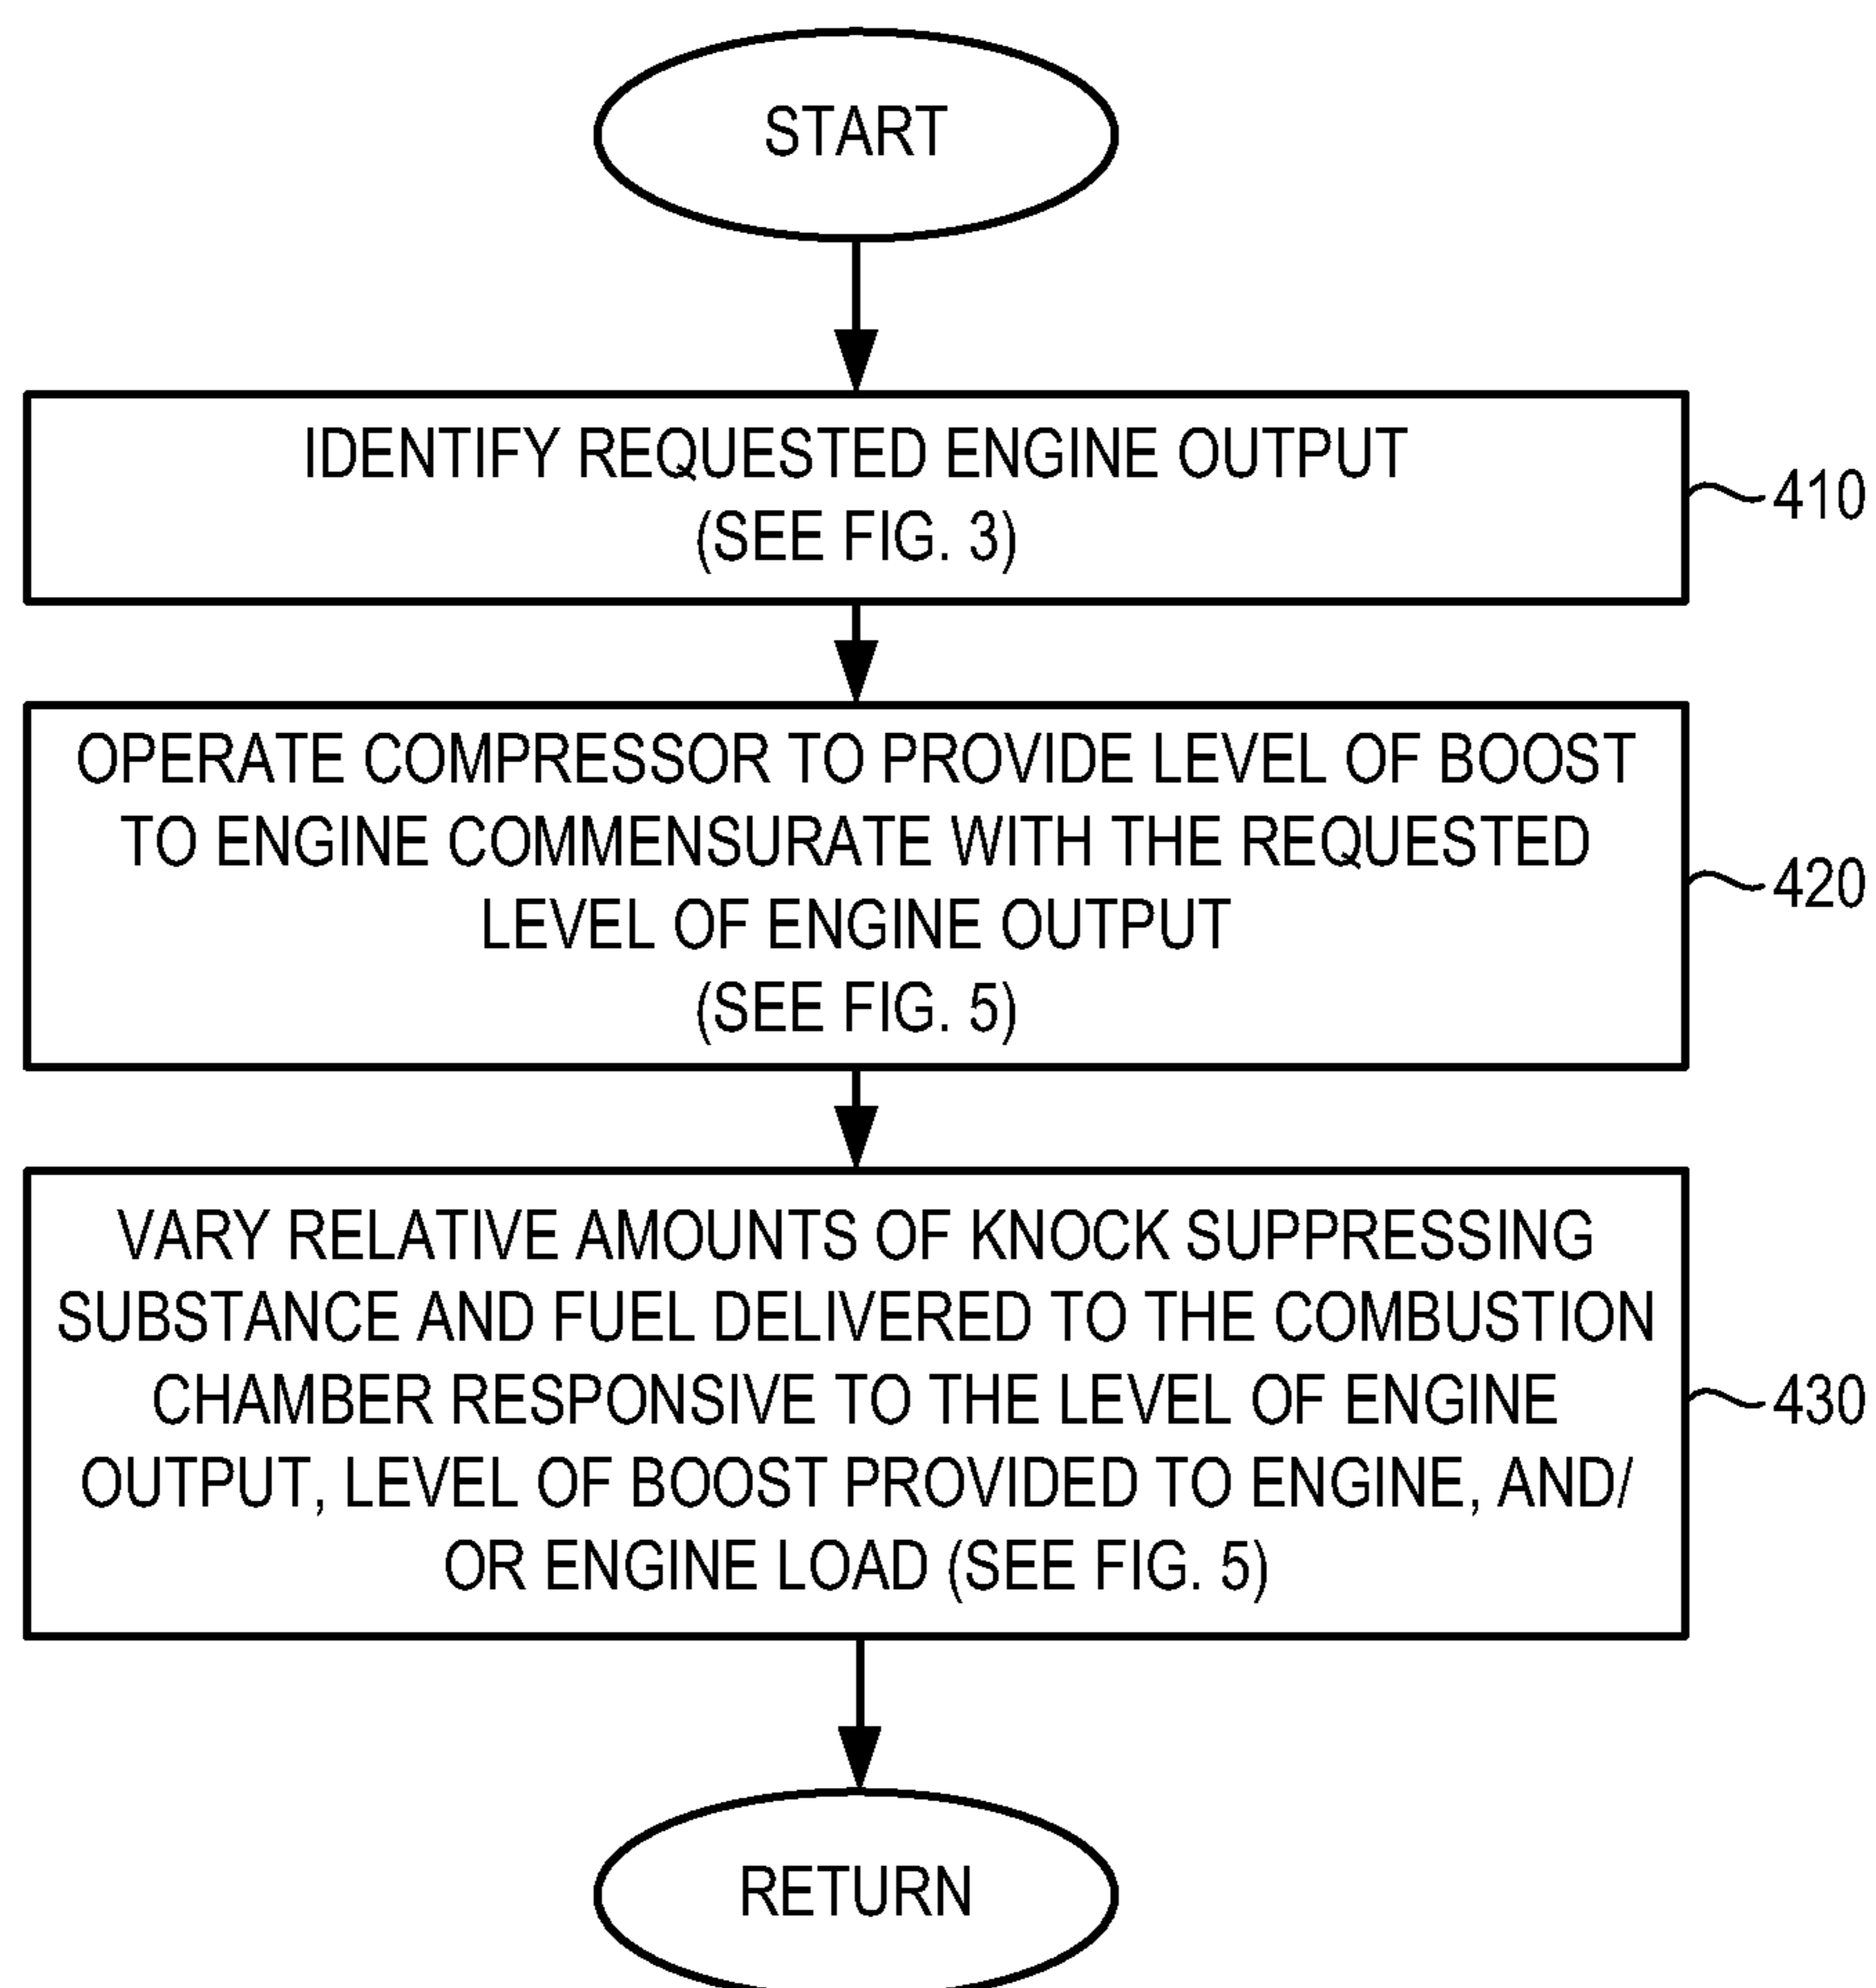 START
IDENTIFY REQUESTED ENGINE OUTPUT
(SEE FIG. 3)
410
OPERATE COMPRESSOR TO PROVIDE LEVEL OF BOOST
TO ENGINE COMMENSURATE WITH THE REQUESTED
LEVEL OF ENGINE OUTPUT
(SEE FIG. 5)
420
VARY RELATIVE AMOUNTS OF KNOCK SUPPRESSING
SUBSTANCE AND FUEL DELIVERED TO THE COMBUSTION
CHAMBER RESPONSIVE TO THE LEVEL OF ENGINE
OUTPUT, LEVEL OF BOOST PROVIDED TO ENGINE, AND/
OR ENGINE LOAD (SEE FIG. 5)
430
RETURN